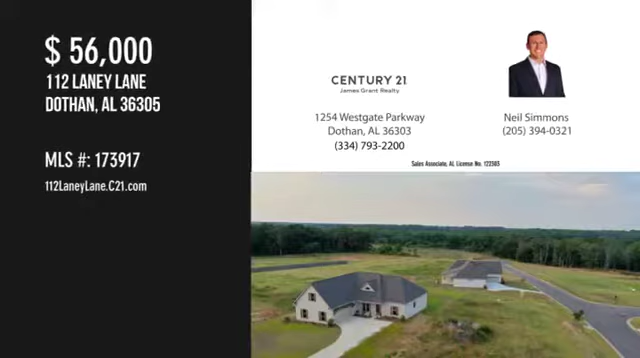 $ 56,000
112 LANEY LANE
DOTHAN, AL 36305
MLS #: 173917
112LaneyLane.C21.com
CENTURY 21
James Grant Realty
1254 Westgate Parkway
Dothan, AL 36303
(334) 793-2200
Neil Simmons
(205) 394-0321
Sales Associate, AL License No. 122383